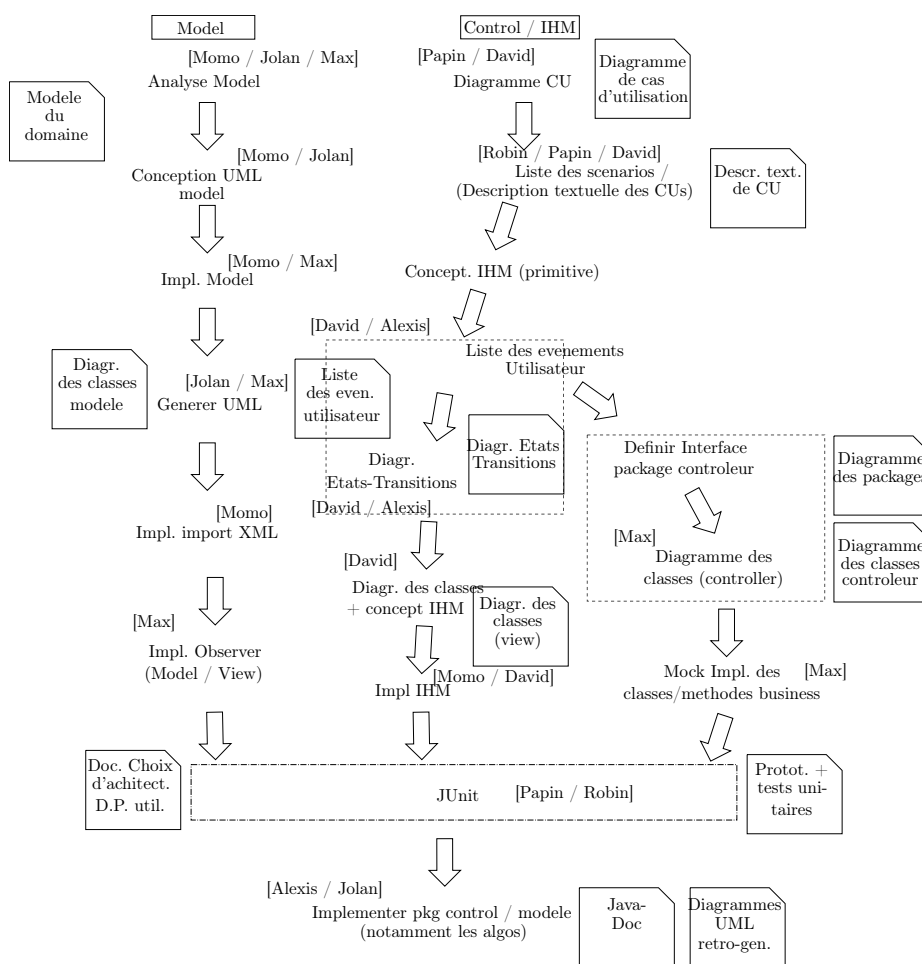 Model
Control / IHM
[Momo / Jolan / Max]
Analyse Model
[Papin / David]
Diagramme CU
Diagramme
de cas
d'utilisation
Modele
du
domaine
[Momo / Jolan]
Conception UML
model
[Robin / Papin / David]
Liste des scenarios /
(Description textuelle des CUs)
Descr. text.
de CU
[Momo / Max]
Impl. Model
Concept. IHM (primitive)
[David / Alexis]
Liste des evenements
Utilisateur
Diagr.
des classes
modele
[Jolan / Max]
Generer UML
Liste
des even.
utilisateur
Diagr.
Etats-Transitions
[David / Alexis]
Diagr. Etats
Transitions
Definir Interface
package controleur
Diagramme
des packages
[Momo]
Impl. import XML
[Max]
Diagramme des
classes (controller)
Diagramme
des classes
controleur
[David]
Diagr. des classes
+ concept IHM
Diagr. des
classes
(view)
[Max]
Impl. Observer
(Model / View)
[Momo / David]
Impl IHM
Mock Impl. des
classes/methodes business
[Max]
Doc. Choix
d'achitect.
D.P. util.
JUnit
[Papin / Robin]
Protot. +
tests uni-
taires
[Alexis / Jolan]
Implementer pkg control / modele
(notamment les algos)
Java-
Doc
Diagrammes
UML
retro-gen.